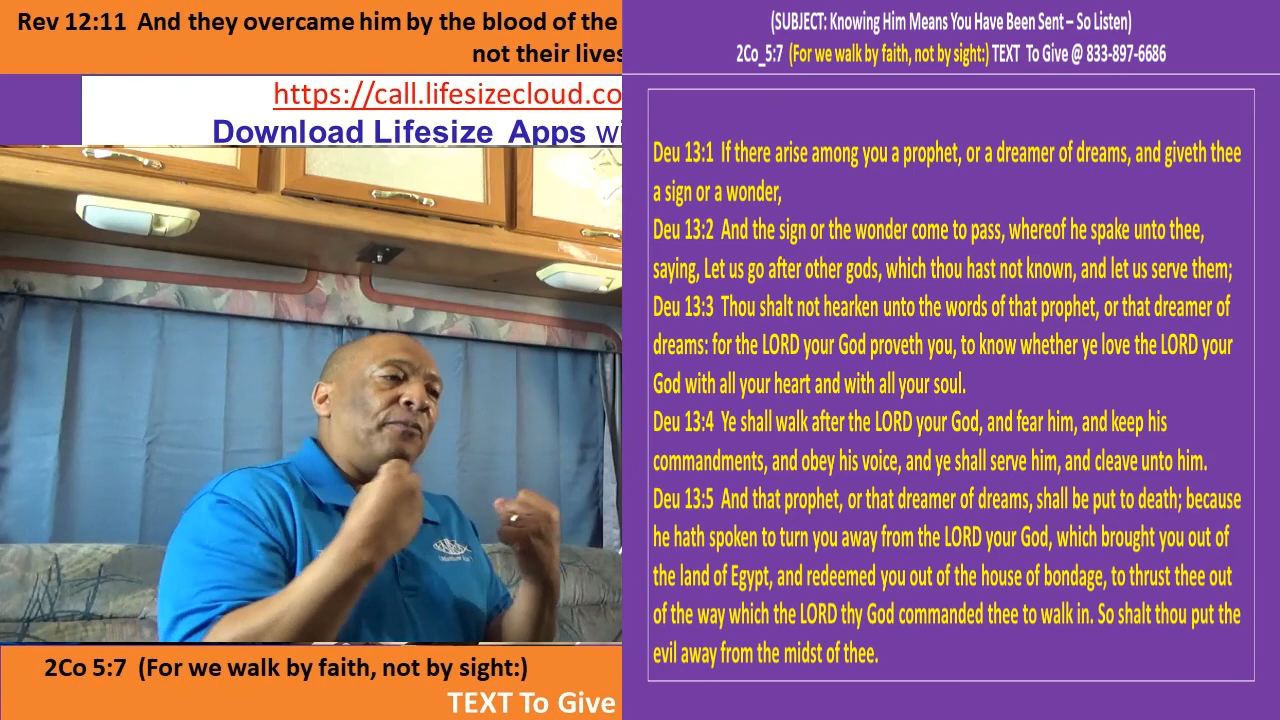 Rev 12:11 And they overcame him by the blood of the
not their lives
https://call.lifesizecloud.co
Download Lifesize Apps wi
2Co 5:7 (For we walk by faith, not by sight:)
TEXT To Give
(SUBJECT: Knowing Him Means You Have Been Sent – So Listen)
2Co_5:7 (For we walk by faith, not by sight:) TEXT To Give @ 833-897-6686
Deu 13:1 If there arise among you a prophet, or a dreamer of dreams, and giveth thee
a sign or a wonder,
Deu 13:2 And the sign or the wonder come to pass, whereof he spake unto thee,
saying, Let us go after other gods, which thou hast not known, and let us serve them;
Deu 13:3 Thou shalt not hearken unto the words of that prophet, or that dreamer of
dreams: for the LORD your God proveth you, to know whether ye love the LORD your
God with all your heart and with all your soul.
Deu 13:4 Ye shall walk after the LORD your God, and fear him, and keep his
commandments, and obey his voice, and ye shall serve him, and cleave unto him.
Deu 13:5 And that prophet, or that dreamer of dreams, shall be put to death; because
he hath spoken to turn you away from the LORD your God, which brought you out of
the land of Egypt, and redeemed you out of the house of bondage, to thrust thee out
of the way which the LORD thy God commanded thee to walk in. So shalt thou put the
evil away from the midst of thee.